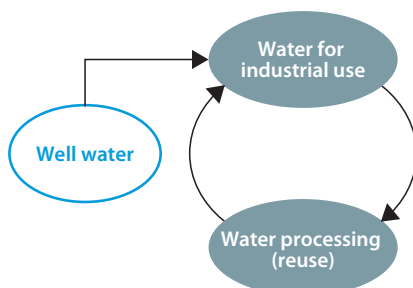 Water for
industrial use
Well water
Water processing
(reuse)